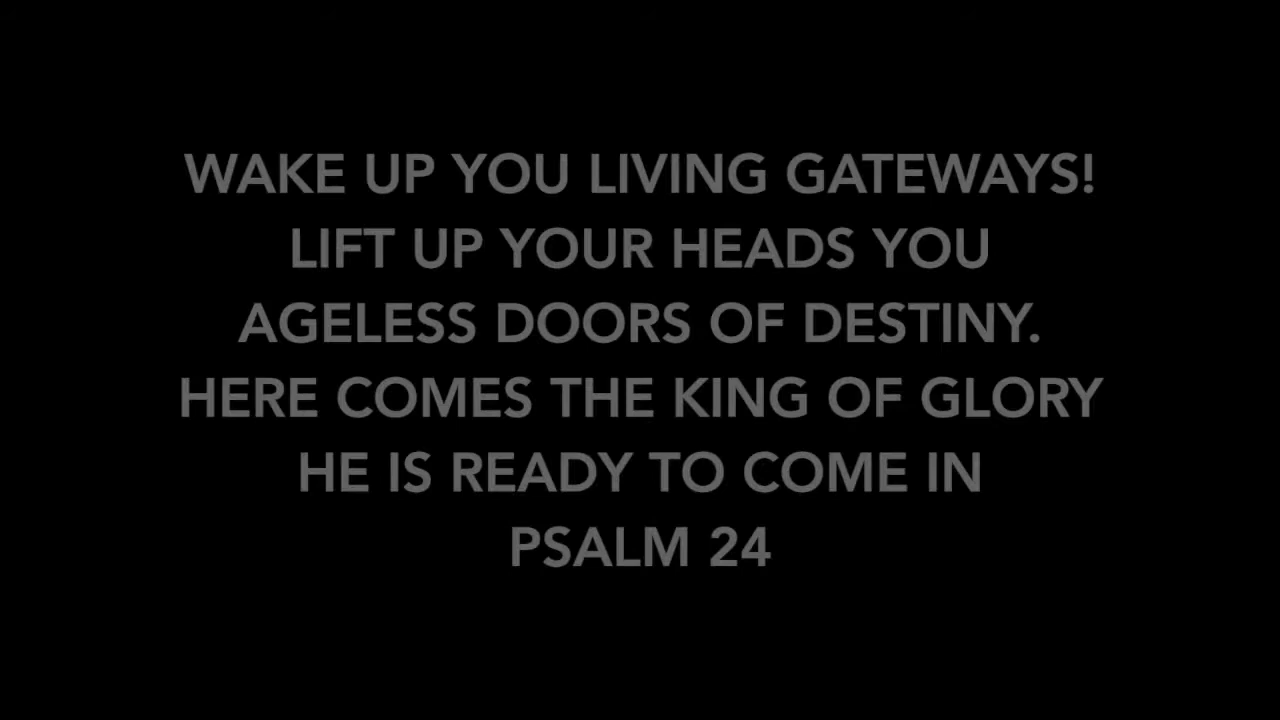 WAKE UP YOU LIVING GATEWAYS!
LIFT UP YOUR HEADS YOU
AGELESS DOORS OF DESTINY.
HERE COMES THE KING OF GLORY
HE IS READY TO COME IN
PSALM 24